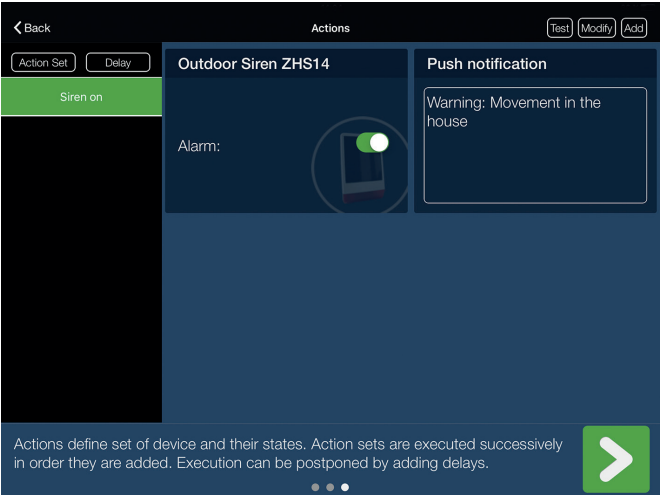 Back
Actions
Test Modify Add
Action Set Delay
Siren on
Outdoor Siren ZHS14
Alarm:
Push notification
Warning: Movement in the
house
Actions define set of device and their states. Action sets are executed successively
in order they are added. Execution can be postponed by adding delays.